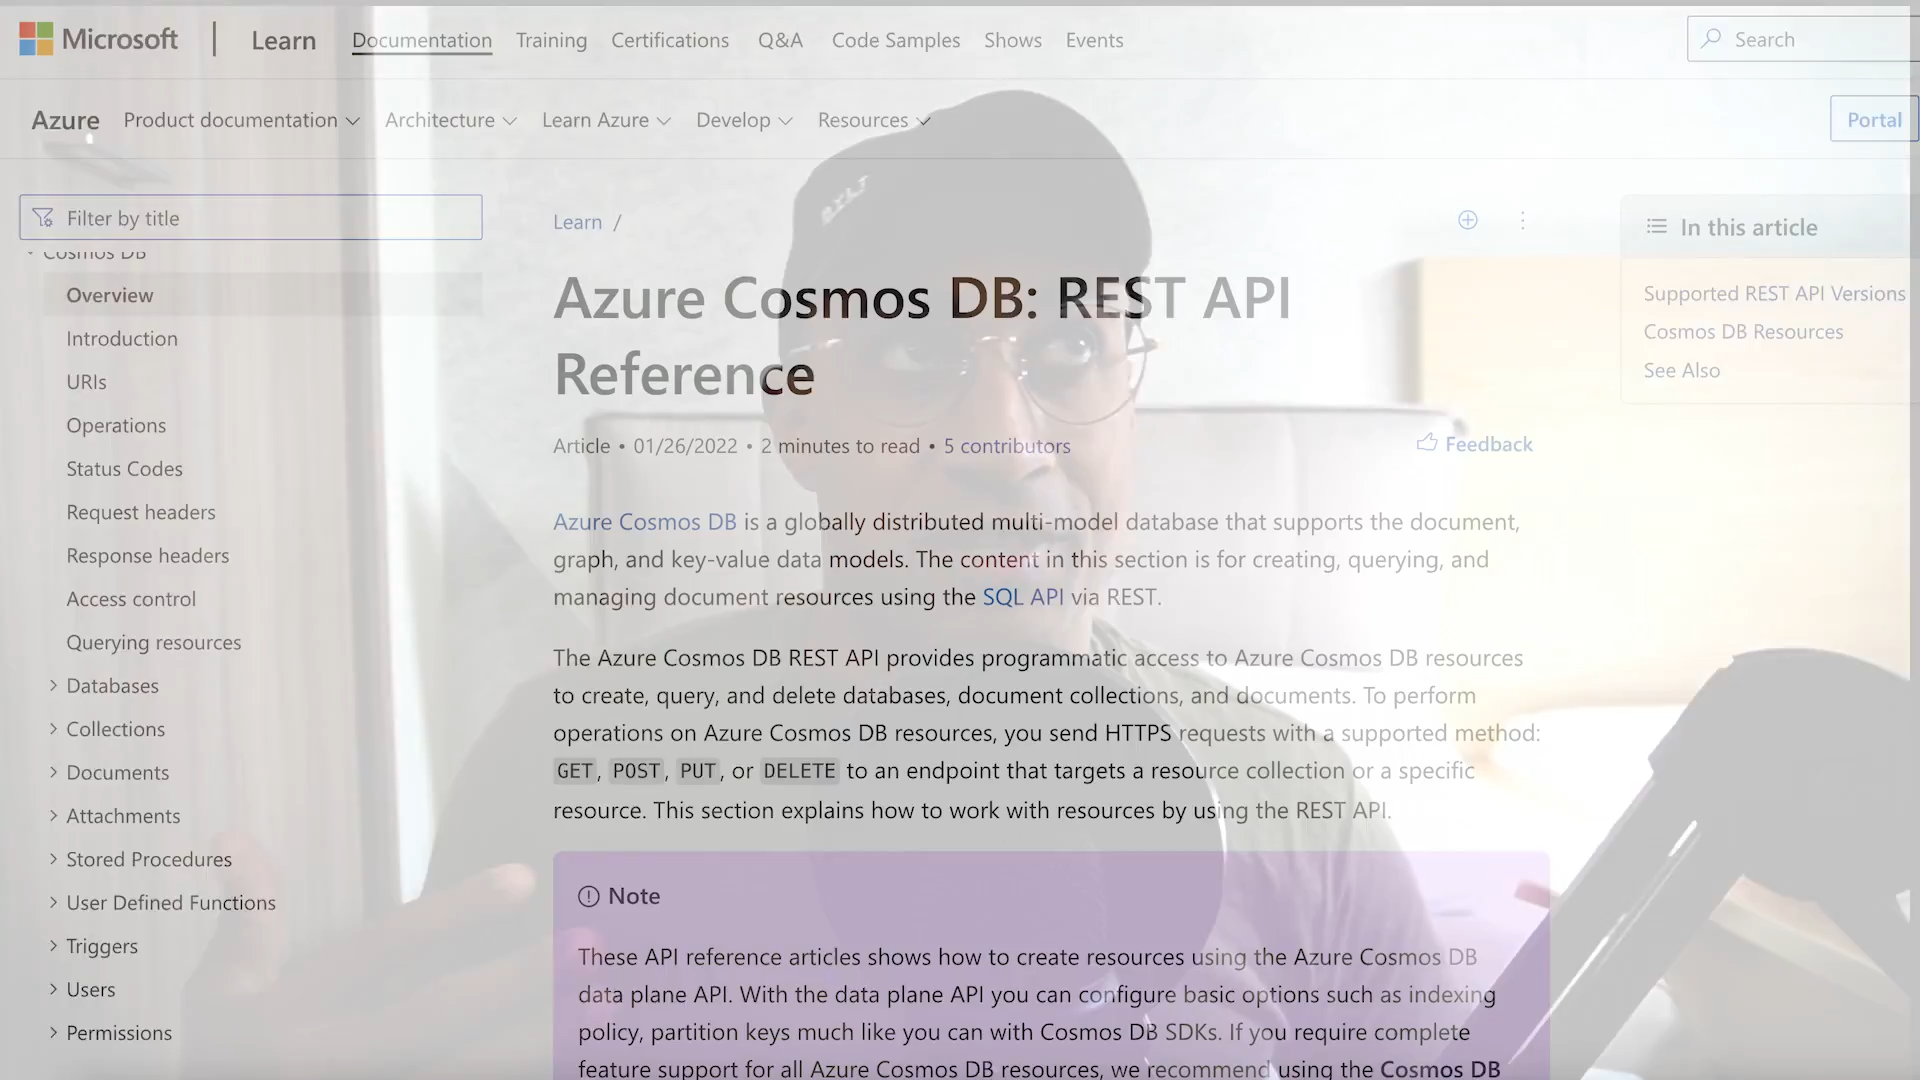 Microsoft | Learn Documentation Training Certifications Q&A Code Samples Shows Events Search
Azure Product documentation Architecture Learn Azure Develop Resources Portal
Filter by title
Cosmos DB
Overview
Introduction
URIs
Operations
Status Codes
Request headers
Response headers
Access control
Querying resources
Databases
Collections
Documents
Attachments
Stored Procedures
User Defined Functions
Triggers
Users
Permissions
Learn /
Azure Cosmos DB: REST API
Reference
Article • 01/26/2022 • 2 minutes to read • 5 contributors
Feedback
Azure Cosmos DB is a globally distributed multi-model database that supports the document,
graph, and key-value data models. The content in this section is for creating, querying, and
managing document resources using the SQL API via REST.
The Azure Cosmos DB REST API provides programmatic access to Azure Cosmos DB resources
to create, query, and delete databases, document collections, and documents. To perform
operations on Azure Cosmos DB resources, you send HTTPS requests with a supported method:
GET, POST, PUT, or DELETE to an endpoint that targets a resource collection or a specific
resource. This section explains how to work with resources by using the REST API.
Note
These API reference articles shows how to create resources using the Azure Cosmos DB
data plane API. With the data plane API you can configure basic options such as indexing
policy, partition keys much like you can with Cosmos DB SDKs. If you require complete
feature support for all Azure Cosmos DB resources, we recommend using the Cosmos DB
In this article
Supported REST API Versions
Cosmos DB Resources
See Also